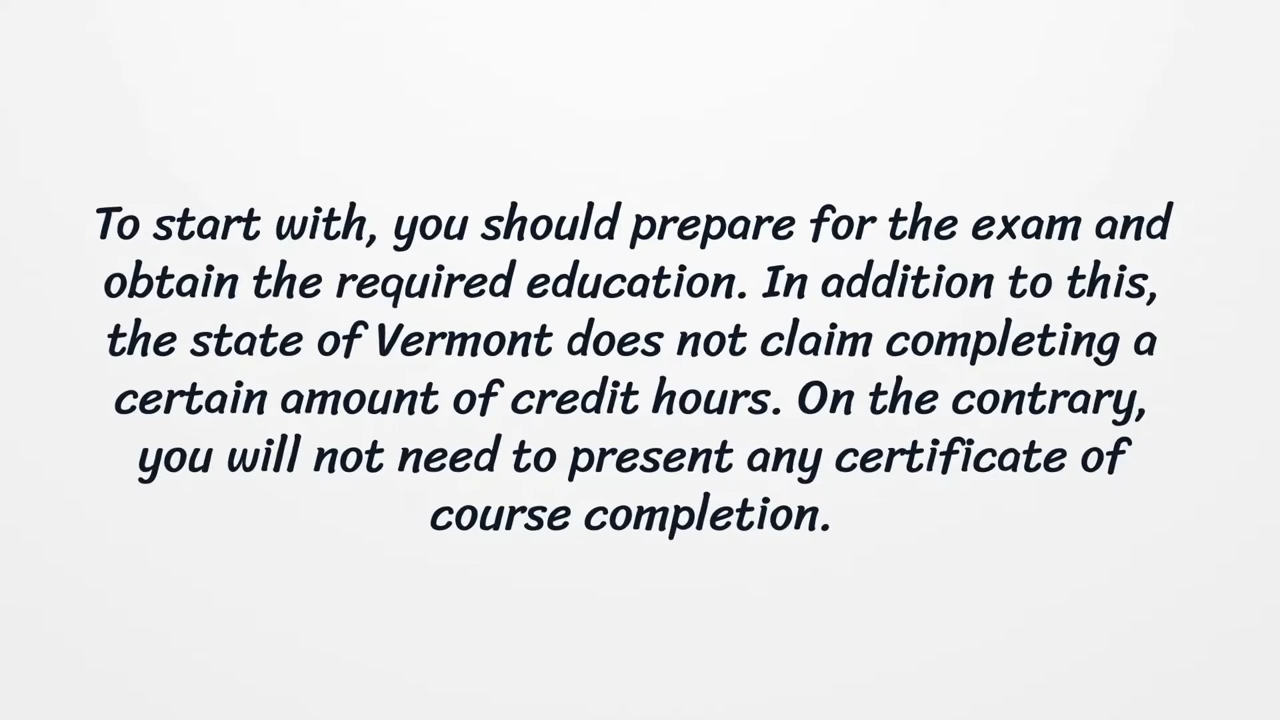 To start with, you should prepare for the exam and
obtain the required education. In addition to this,
the state of Vermont does not claim completing a
certain amount of credit hours. On the contrary,
you will not need to present any certificate of
course completion.